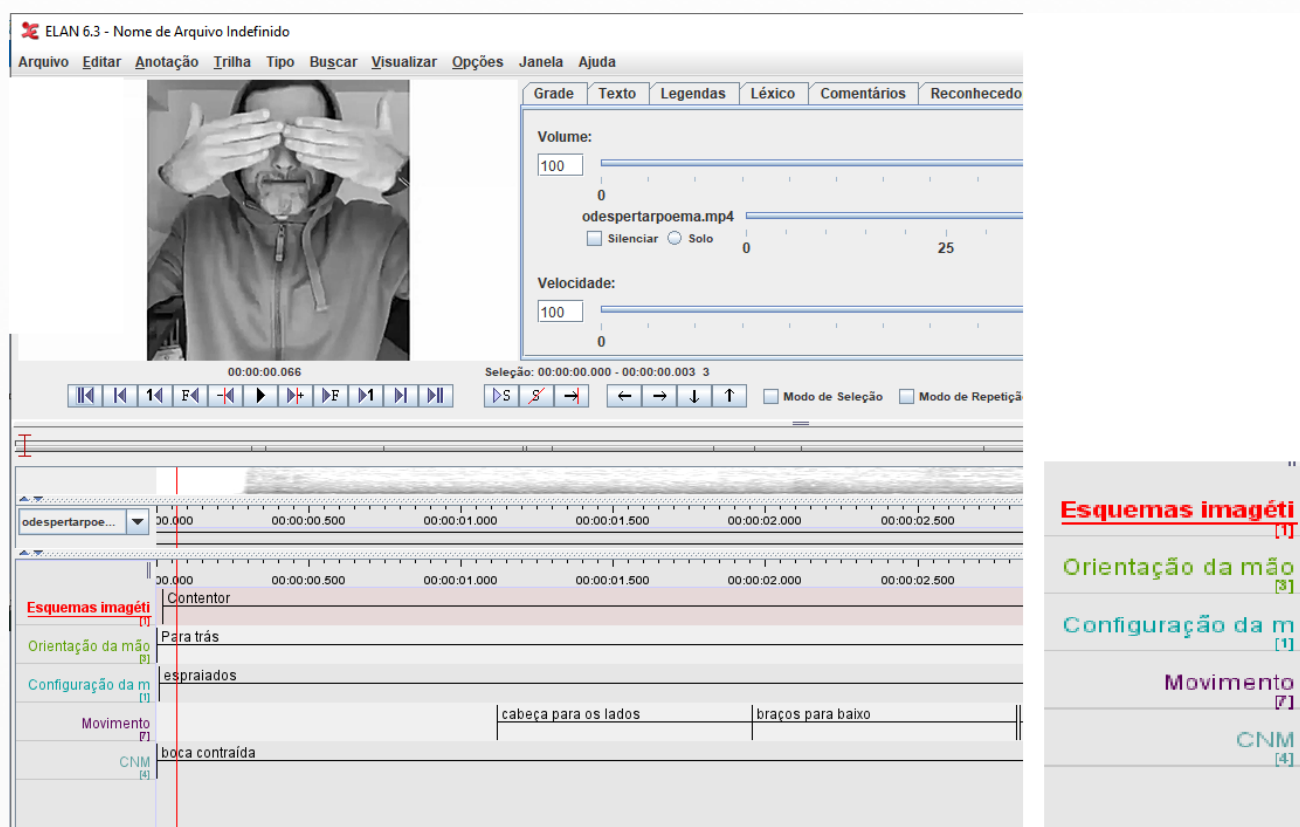 ELAN 6.3 - Nome de Arquivo Indefinido
Arquivo Editar Anotação Trilha Tipo Buscar Visualizar Opções Janela Ajuda
Grade Texto Legendas Léxico Comentários Reconhecedo
Volume:
100
0
odespertarpoema.mp4
Silenciar Solo
0 25
Velocidade:
100
0
00:00:00.066
Seleção: 00:00:00.000 - 00:00:00.003 3
1 F + F 1 S S Modo de Seleção Modo de Repetiçã
odespertarpoe... 00.000 00:00:00.500 00:00:01.000 00:00:01.500 00:00:02.000 00:00:02.500
00.000 00:00:00.500 00:00:01.000 00:00:01.500 00:00:02.000 00:00:02.500
Esquemas imagéti
[1]
Contentor
Orientação da mão
[3]
Para trás
Configuração da m
[1]
espraiados
Movimento
[7]
cabeça para os lados
braços para baixo
CNM
[4]
boca contraída
Esquemas imagéti
[1]
Orientação da mão
[3]
Configuração da m
[1]
Movimento
[7]
CNM
[4]